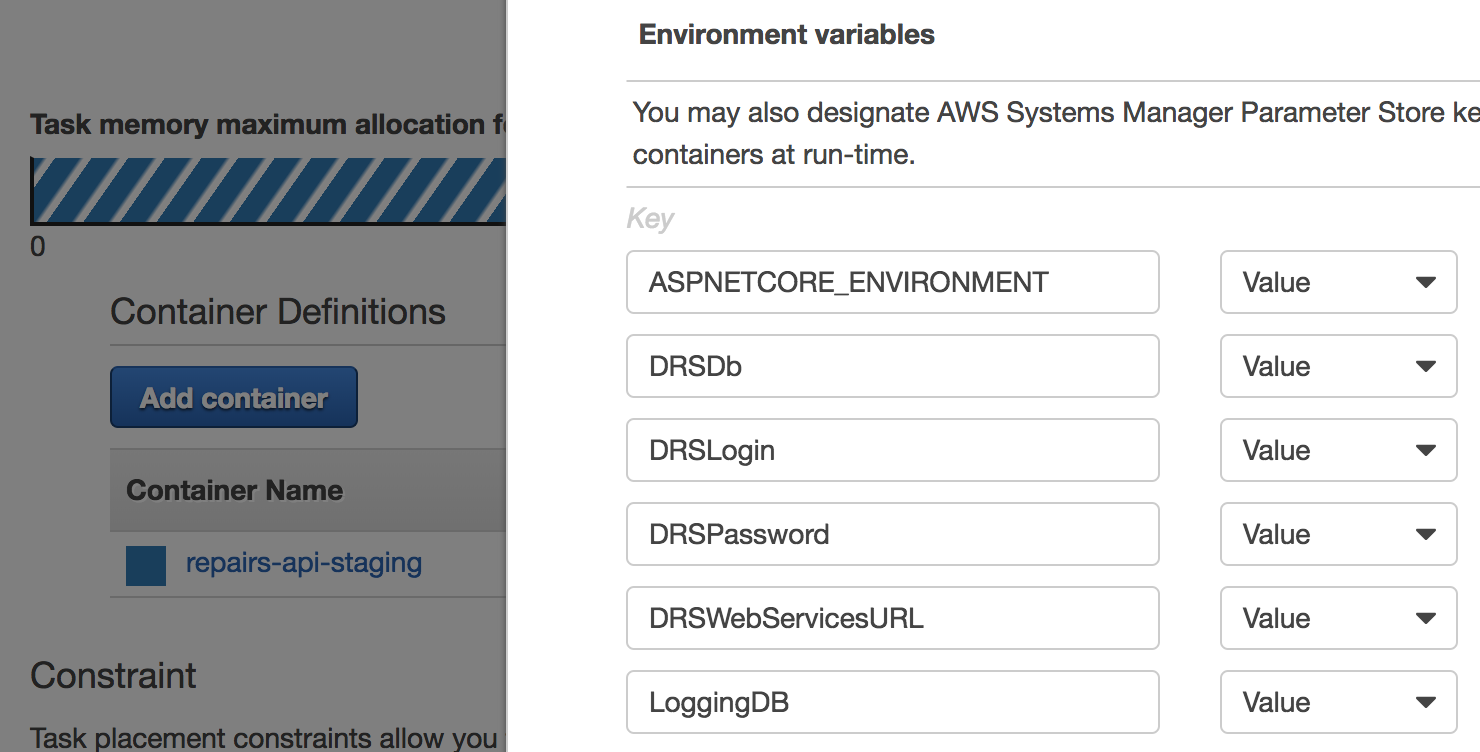 Task memory maximum allocation
0
Container Definitions
Add container
Container Name
repairs-api-staging
Constraint
Task placement constraints allow you
Environment variables
You may also designate AWS Systems Manager Parameter Store
containers at run-time.
Key
ASPNETCORE_ENVIRONMENT Value
DRSDb Value
DRSLogin Value
DRSPassword Value
DRSWebServicesURL Value
LoggingDB Value